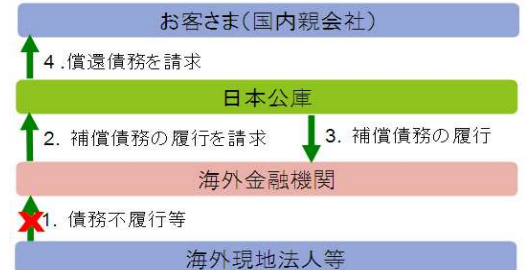 お客さま(国内親会社)
4.償還債務を請求
日本公庫
2. 補償債務の履行を請求
3. 補償債務の履行
海外金融機関
1. 債務不履行等
海外現地法人等